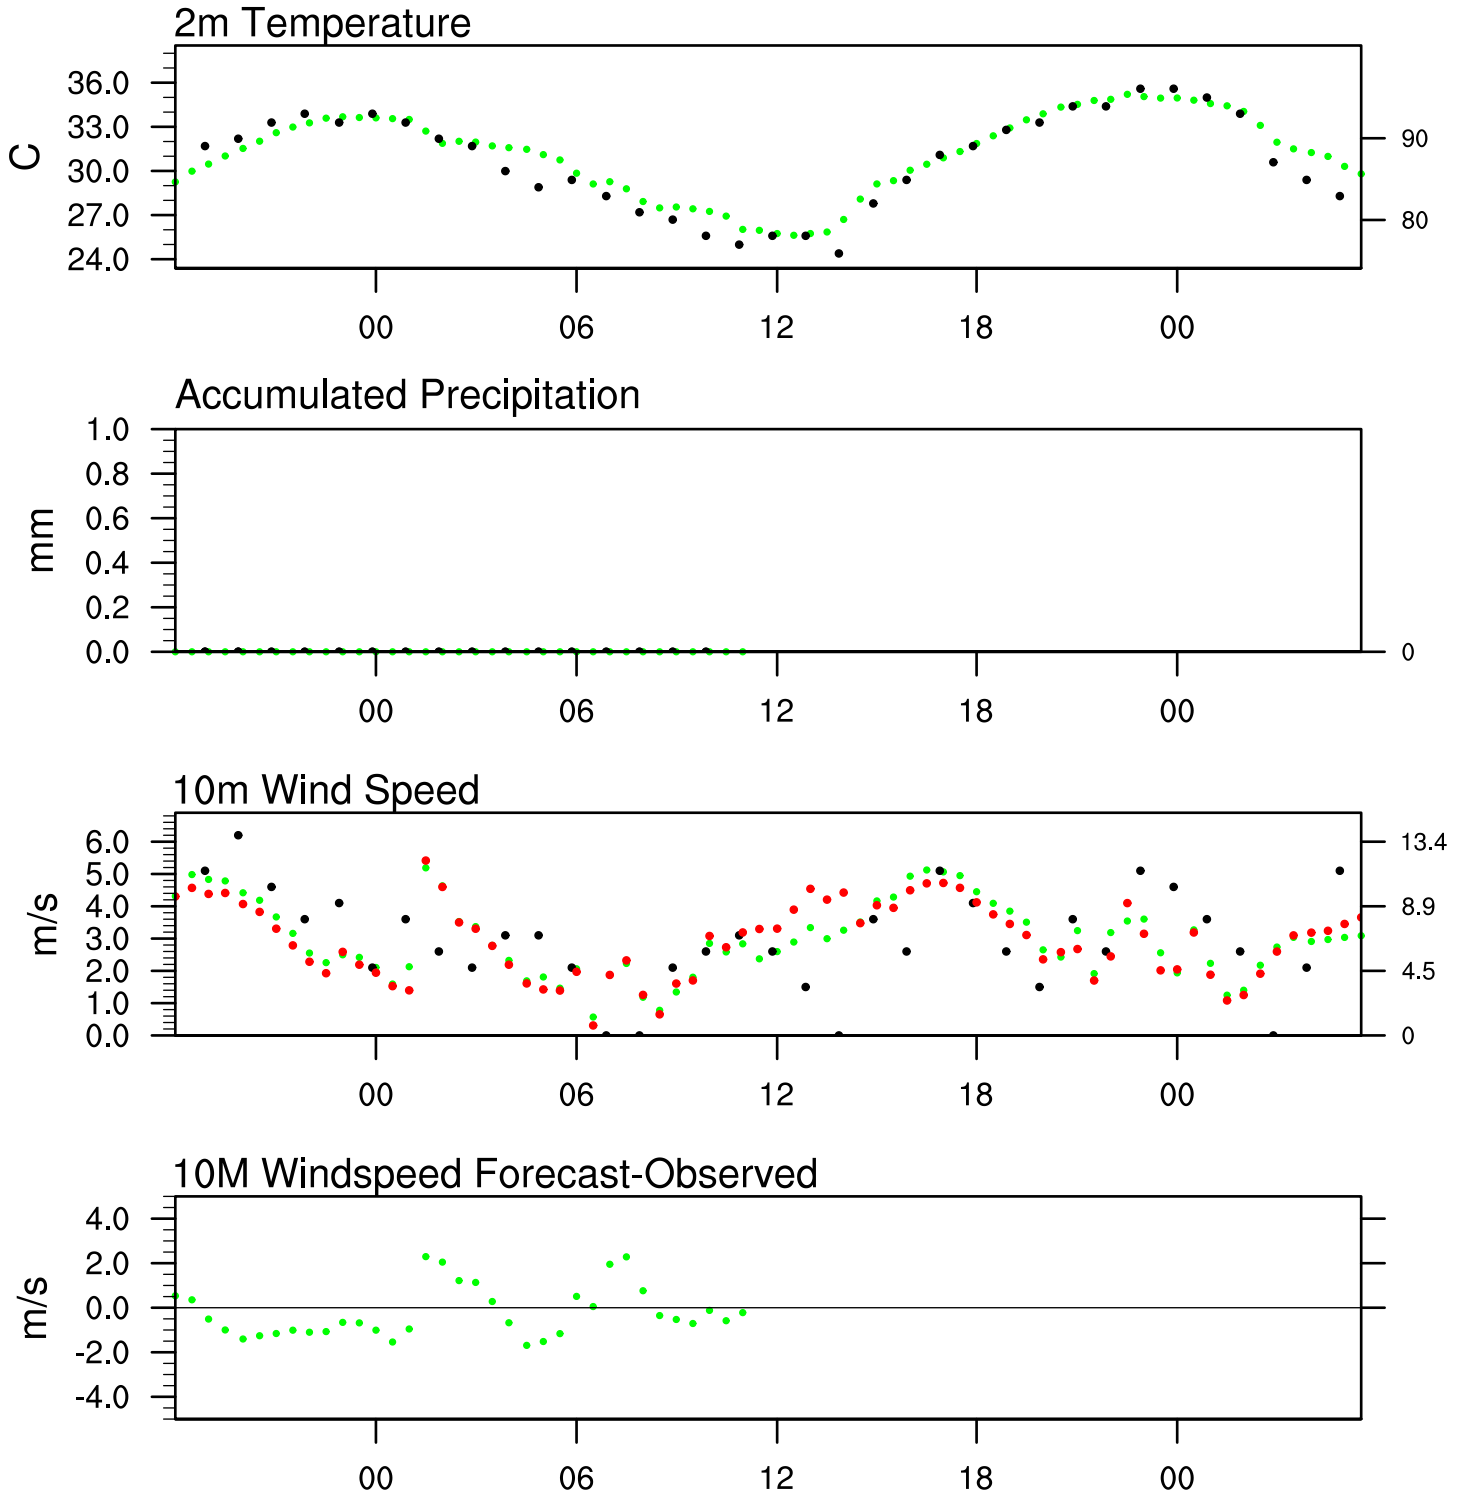 2m Temperature
36.0
33.0
90
C
30.0
27.0
80
24.0
00 06 12 18 00
Accumulated Precipitation
1.0
0.8
0.6
mm
0.4
0.2
0.0
0
00 06 12 18 00
10m Wind Speed
6.0 13.4
5.0
4.0 8.9
m/s
3.0
2.0 4.5
1.0
0.0 0
00 06 12 18 00
10M Windspeed Forecast-Observed
4.0
2.0
m/s
0.0
-2.0
-4.0
00 06 12 18 00